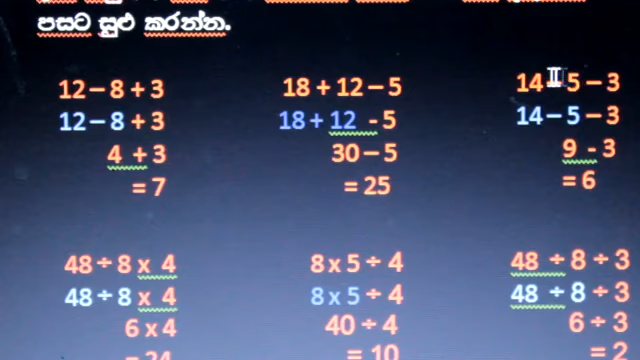 පසට සුළු කරන්න.
12 – 8 + 3
12 – 8 + 3
4 + 3
= 7
18 + 12 – 5
18 + 12 - 5
30 – 5
= 25
14 – 5 – 3
14 – 5 – 3
9 - 3
= 6
48 ÷ 8 x 4
48 ÷ 8 x 4
6 x 4
= 24
8 x 5 ÷ 4
8 x 5 ÷ 4
40 ÷ 4
= 10
48 ÷ 8 ÷ 3
48 ÷ 8 ÷ 3
6 ÷ 3
= 2